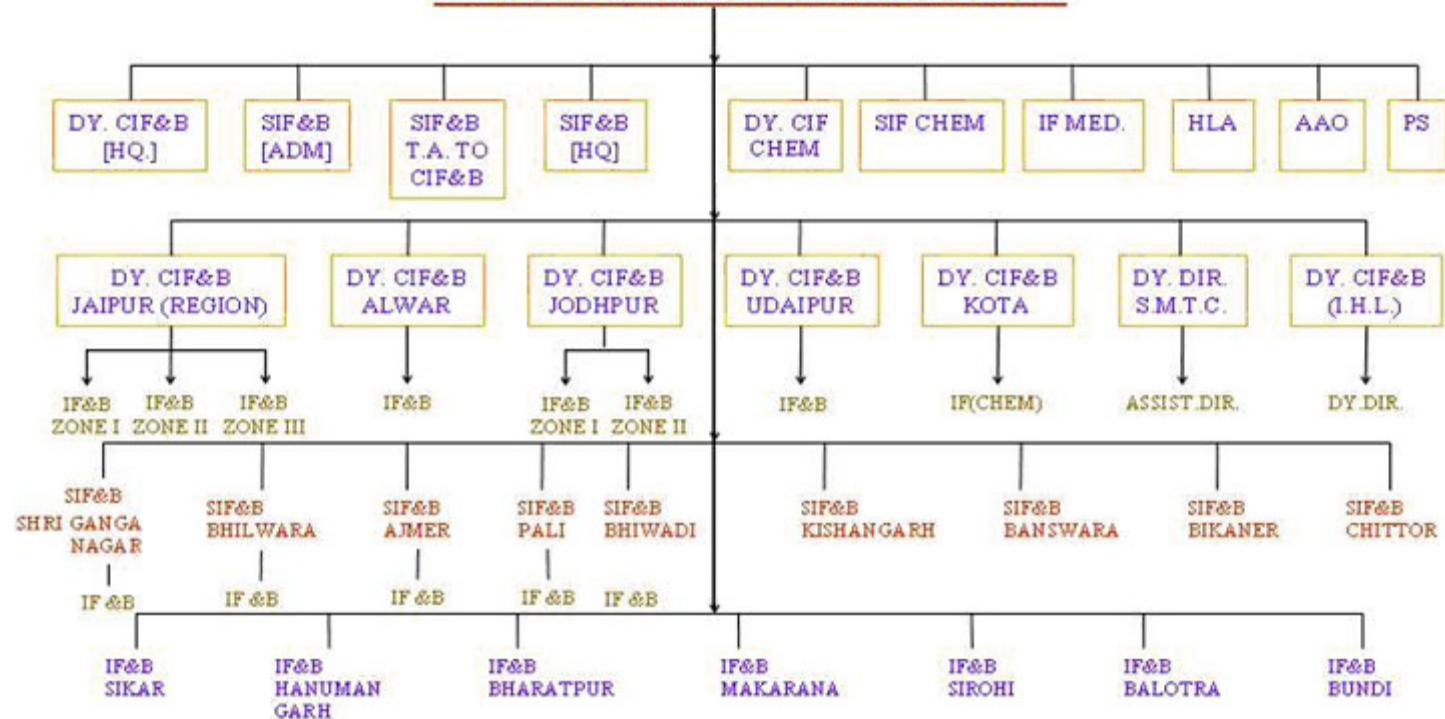 DY. CIF&B
[HQ.]
SIF&B
[ADM]
SIF&B
T.A. TO
CIF&B
SIF&B
[HQ]
DY. CIF
CHEM
SIF CHEM
IF MED.
HLA
AAO
PS
DY. CIF&B
JAIPUR (REGION)
DY. CIF&B
ALWAR
DY. CIF&B
JODHPUR
DY. CIF&B
UDAIPUR
DY. CIF&B
KOTA
DY. DIR.
S.M.T.C.
DY. CIF&B
(I.H.L.)
IF&B
ZONE I
IF&B
ZONE II
IF&B
ZONE III
IF&B
IF&B
ZONE I
IF&B
ZONE II
IF&B
IF(CHEM)
ASSIST.DIR.
DY.DIR.
SIF&B
SHRI GANGA
NAGAR
SIF&B
BHILWARA
SIF&B
AJMER
SIF&B
PALI
SIF&B
BHIWADI
SIF&B
KISHANGARH
SIF&B
BANSWARA
SIF&B
BIKANER
SIF&B
CHITTOR
IF &B
IF &B
IF &B
IF &B
IF &B
IF&B
SIKAR
IF&B
HANUMAN
GARH
IF&B
BHARATPUR
IF&B
MAKARANA
IF&B
SIROHI
IF&B
BALOTRA
IF&B
BUNDI